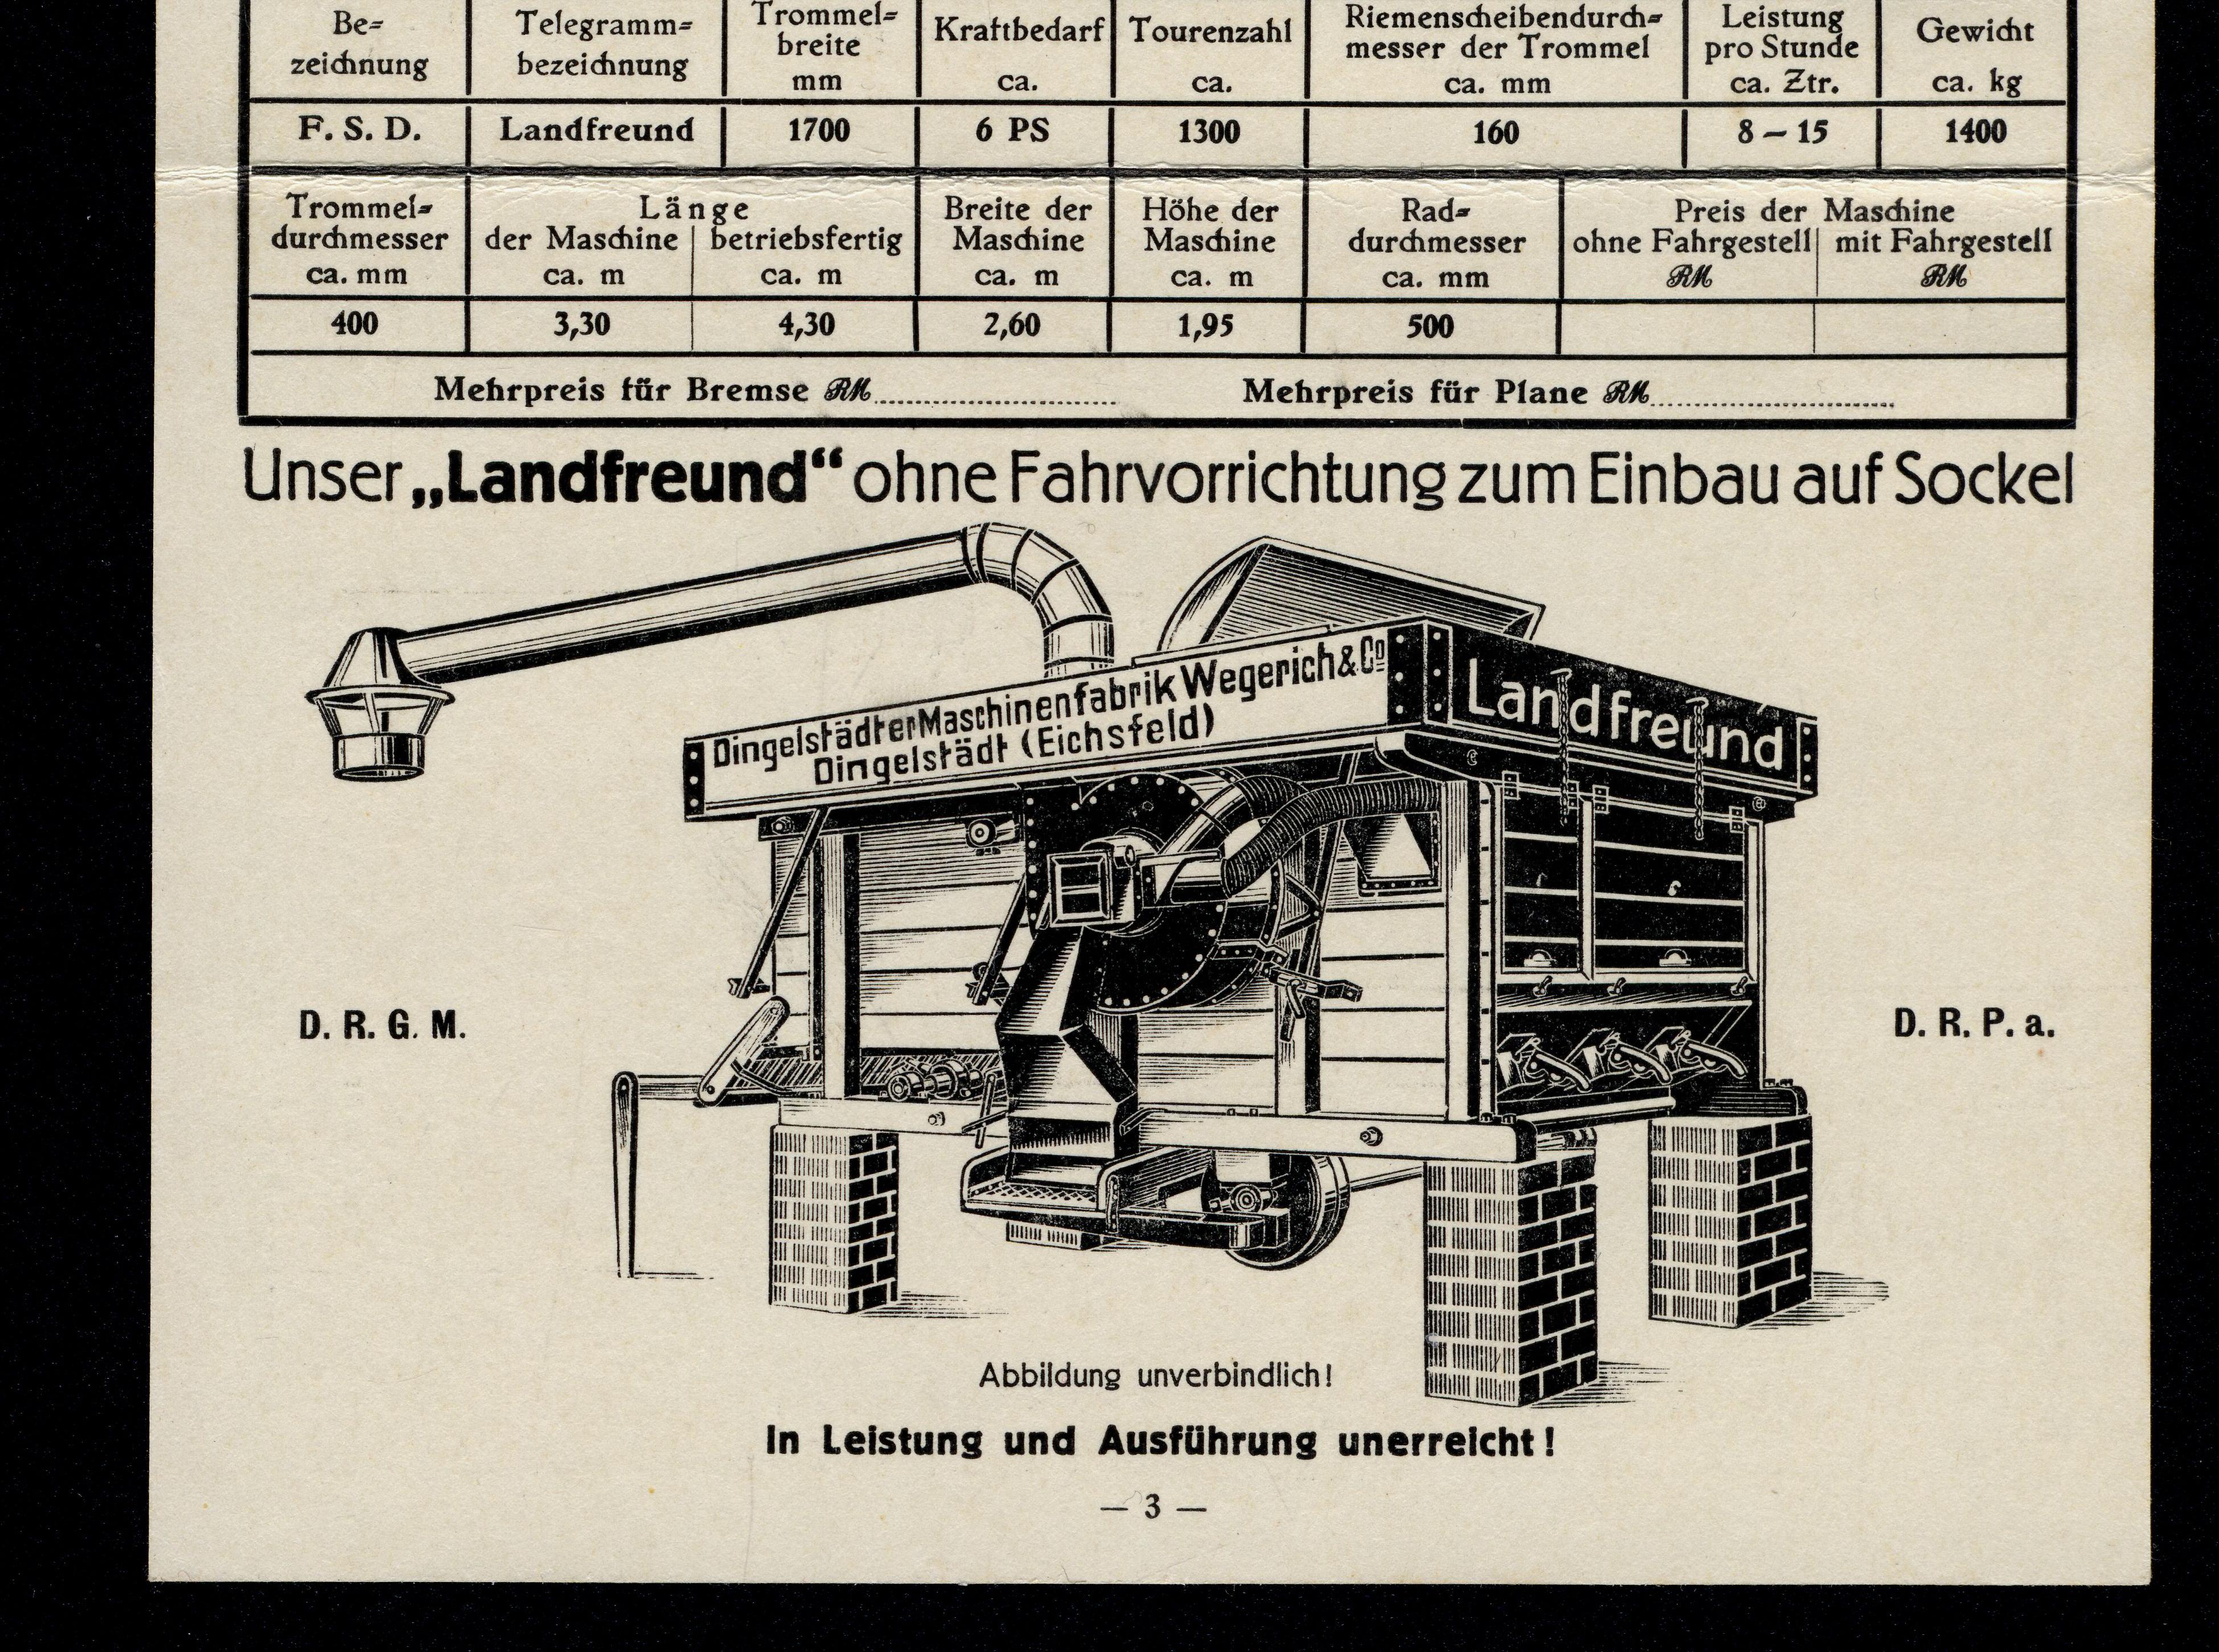 Be- Telegramm- Trommel- Kraftbedarf Tourenzahl Riemenscheibendurch- Leistung Gewicht
zeichnung bezeichnung breite messer der Trommel pro Stunde
mm ca. ca. ca. mm ca. Ztr. ca. kg
F. S. D. Landfreund 1700 6 PS 1300 160 8 – 15 1400
Trommel- Länge Breite der Höhe der Rad- Preis der Maschine
durchmesser der Maschine betriebsfertig Maschine Maschine durchmesser ohne Fahrgestell mit Fahrgestell
ca. mm ca. m ca. m ca. m ca. m ca. mm RM RM
400 3,30 4,30 2,60 1,95 500
Mehrpreis für Bremse RM........................ Mehrpreis für Plane RM........................
Unser „Landfreund“ ohne Fahrvorrichtung zum Einbau auf Sockel
Dingelstädter Maschinenfabrik Wegerich & Co
Dingelstädt (Eichsfeld)
Landfreund
D. R. G. M.
D. R. P. a.
Abbildung unverbindlich!
In Leistung und Ausführung unerreicht!
— 3 —